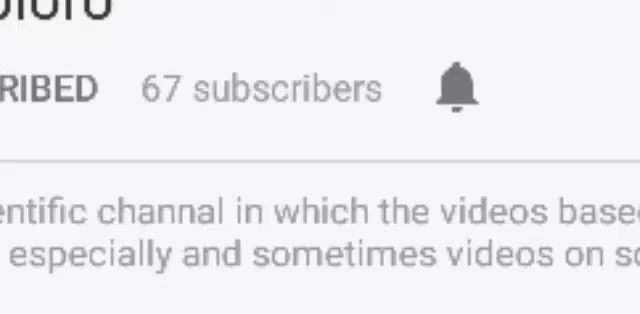 RIBED 67 subscribers
entific channal in which the videos base
especially and sometimes videos on so